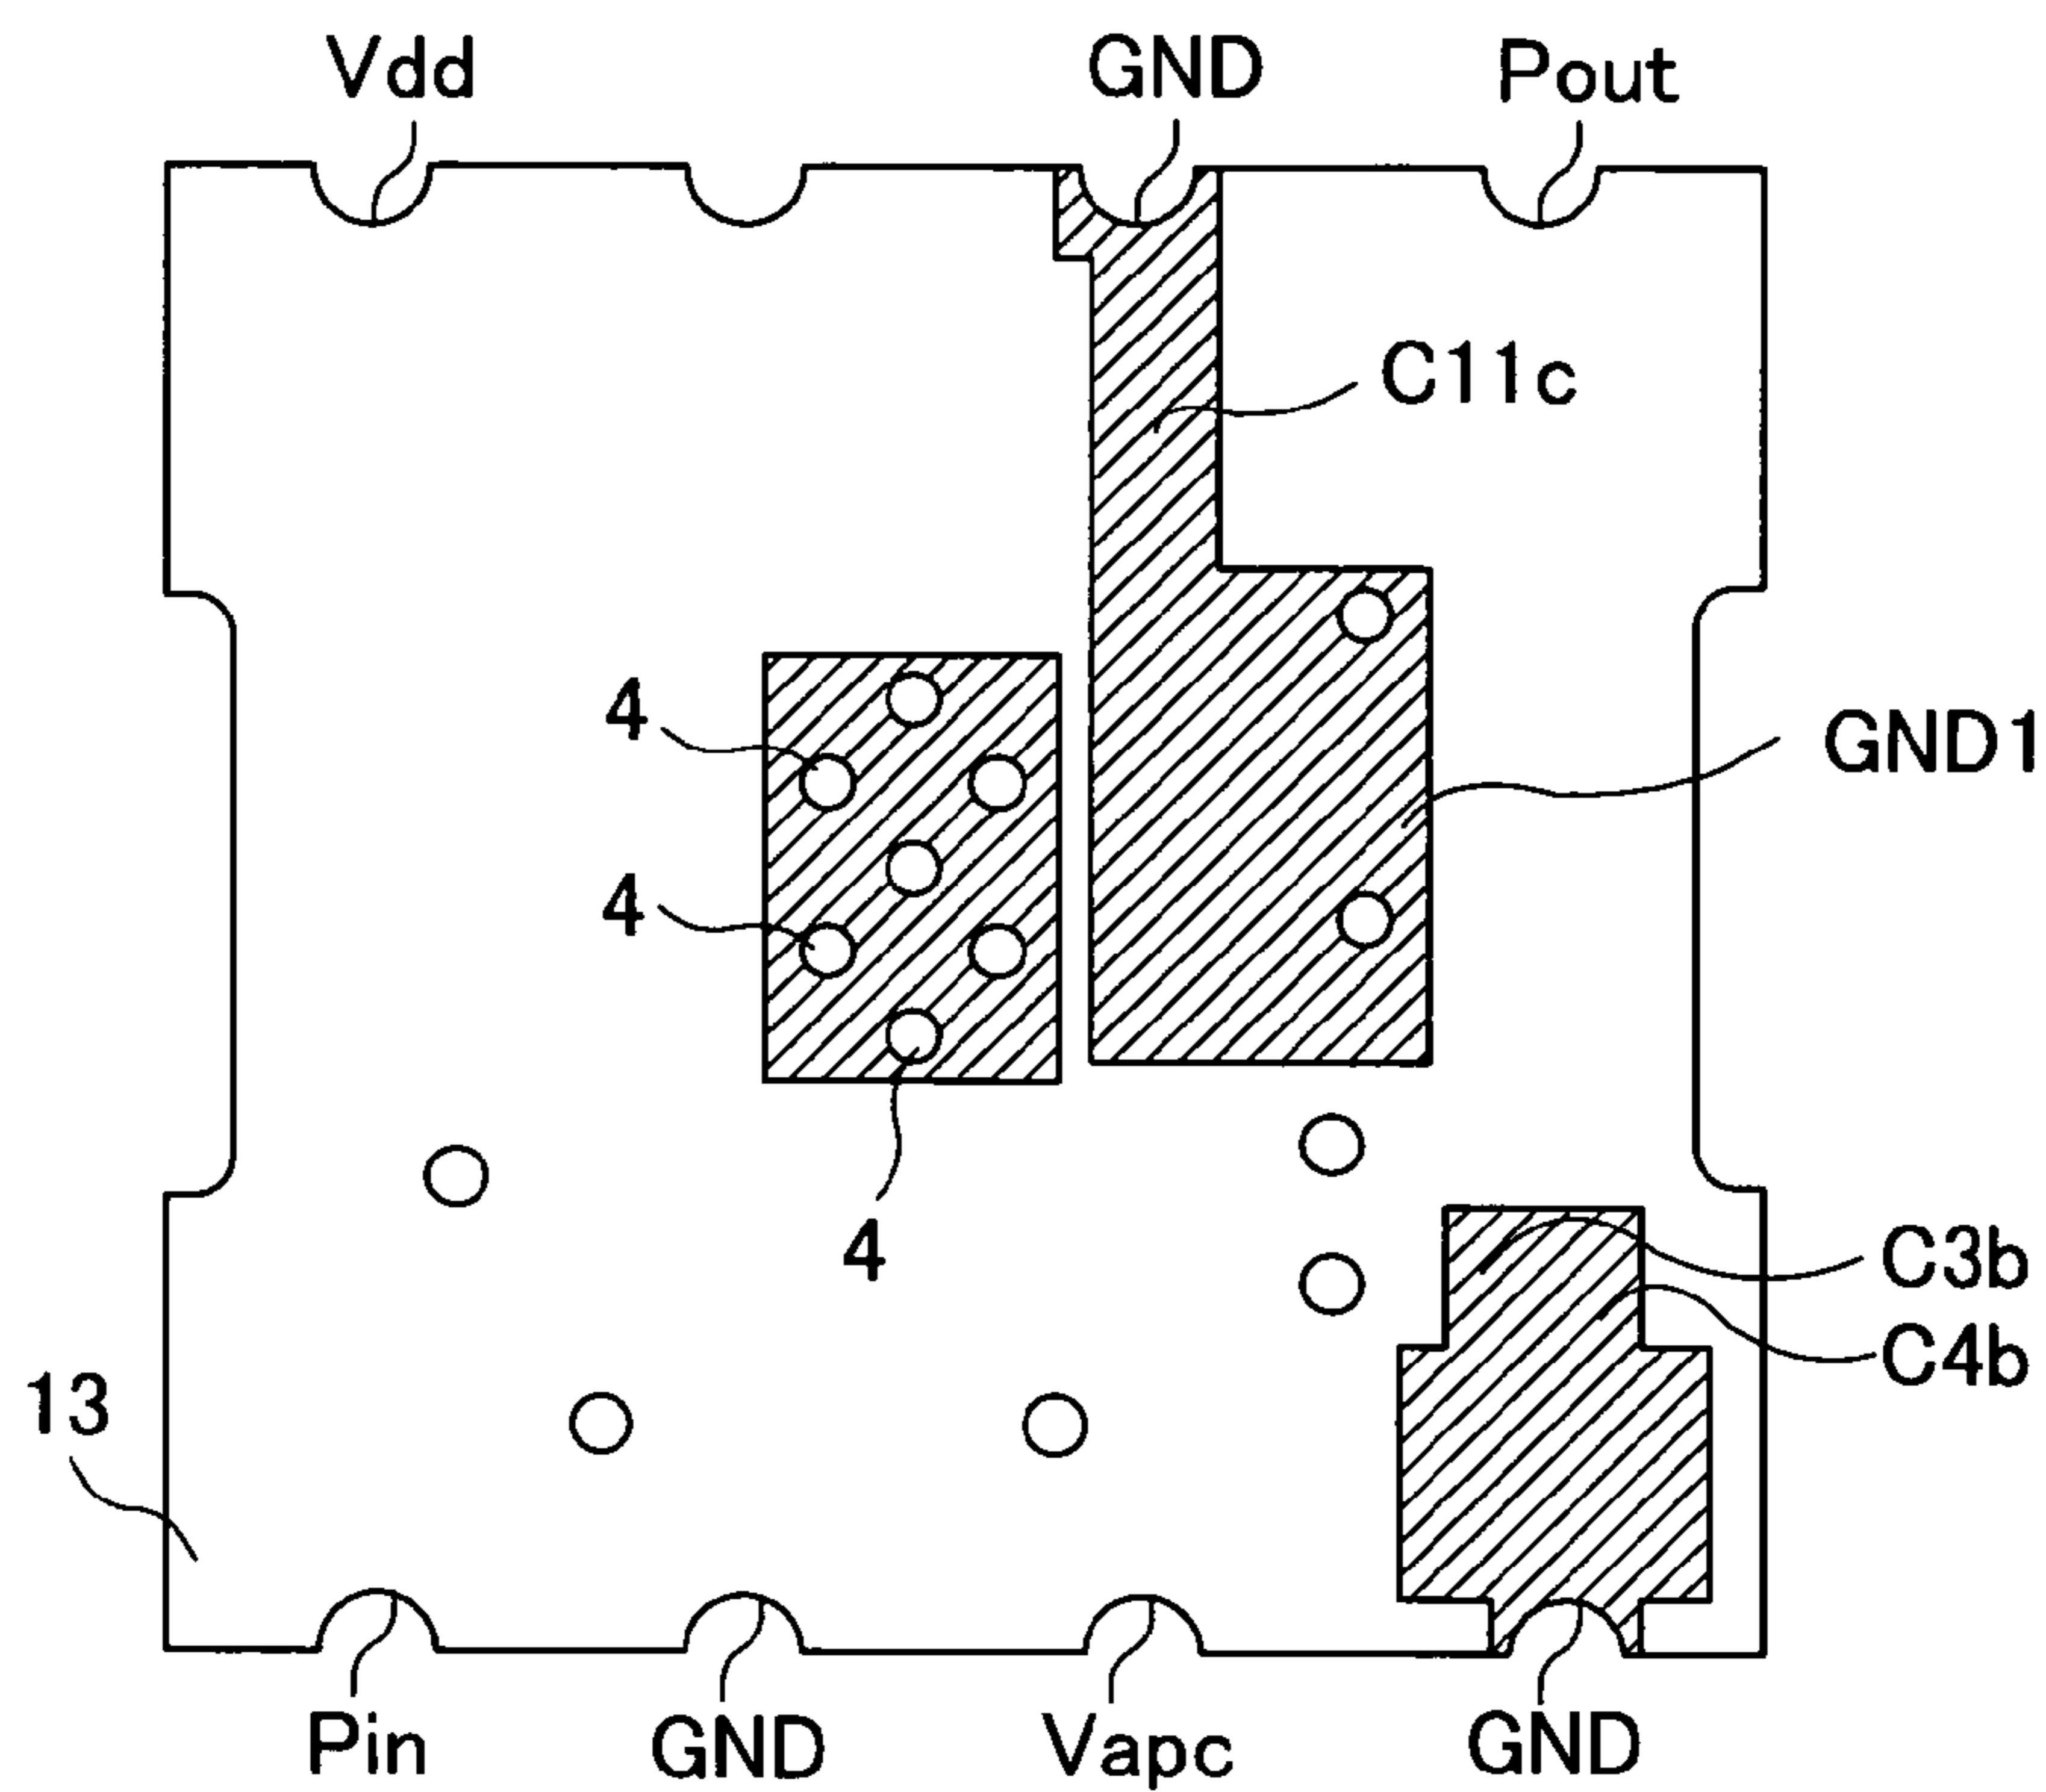 Vdd GND Pout
C11c
4
GND1
4
4
C3b
C4b
13
Pin GND Vapc GND